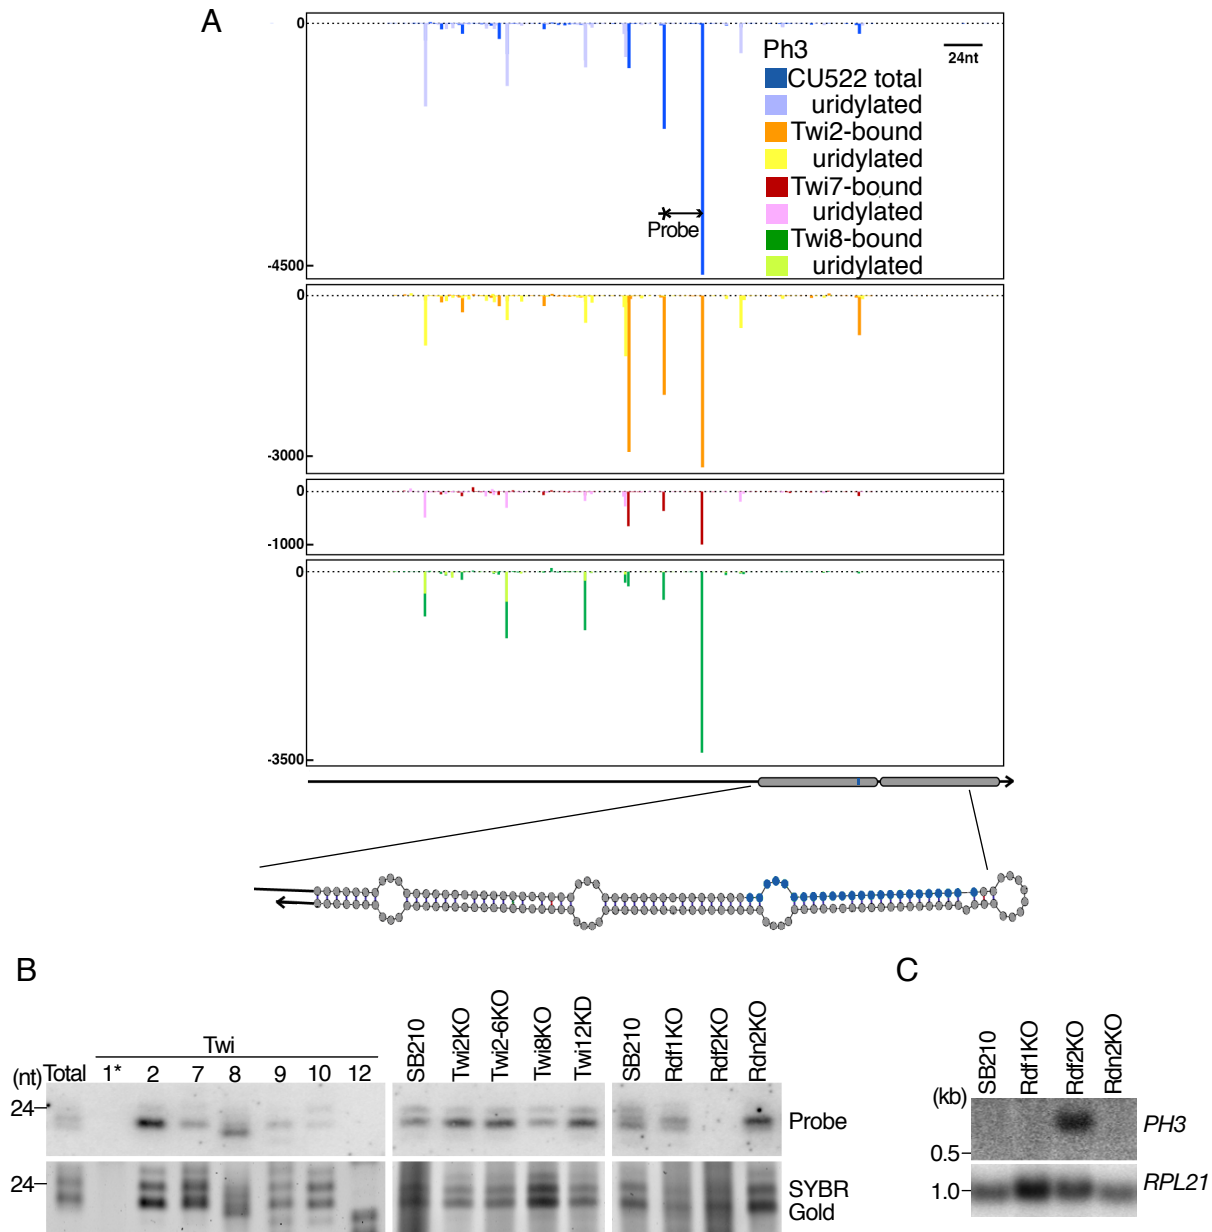 A
0
-4500
Ph3
CU522 total
uridylated
Twi2-bound
uridylated
Twi7-bound
uridylated
Twi8-bound
uridylated
24nt
Probe
0
-3000
0
-1000
0
-3500
B
Twi
(nt) Total 1* 2 7 8 9 10 12
SB210 Twi2KO Twi2-6KO Twi8KO Twi12KD
SB210 Rdf1KO Rdf2KO Rdn2KO
24
Probe
24
SYBR
Gold
C
SB210 Rdf1KO Rdf2KO Rdn2KO
(kb)
PH3
0.5
1.0
RPL21